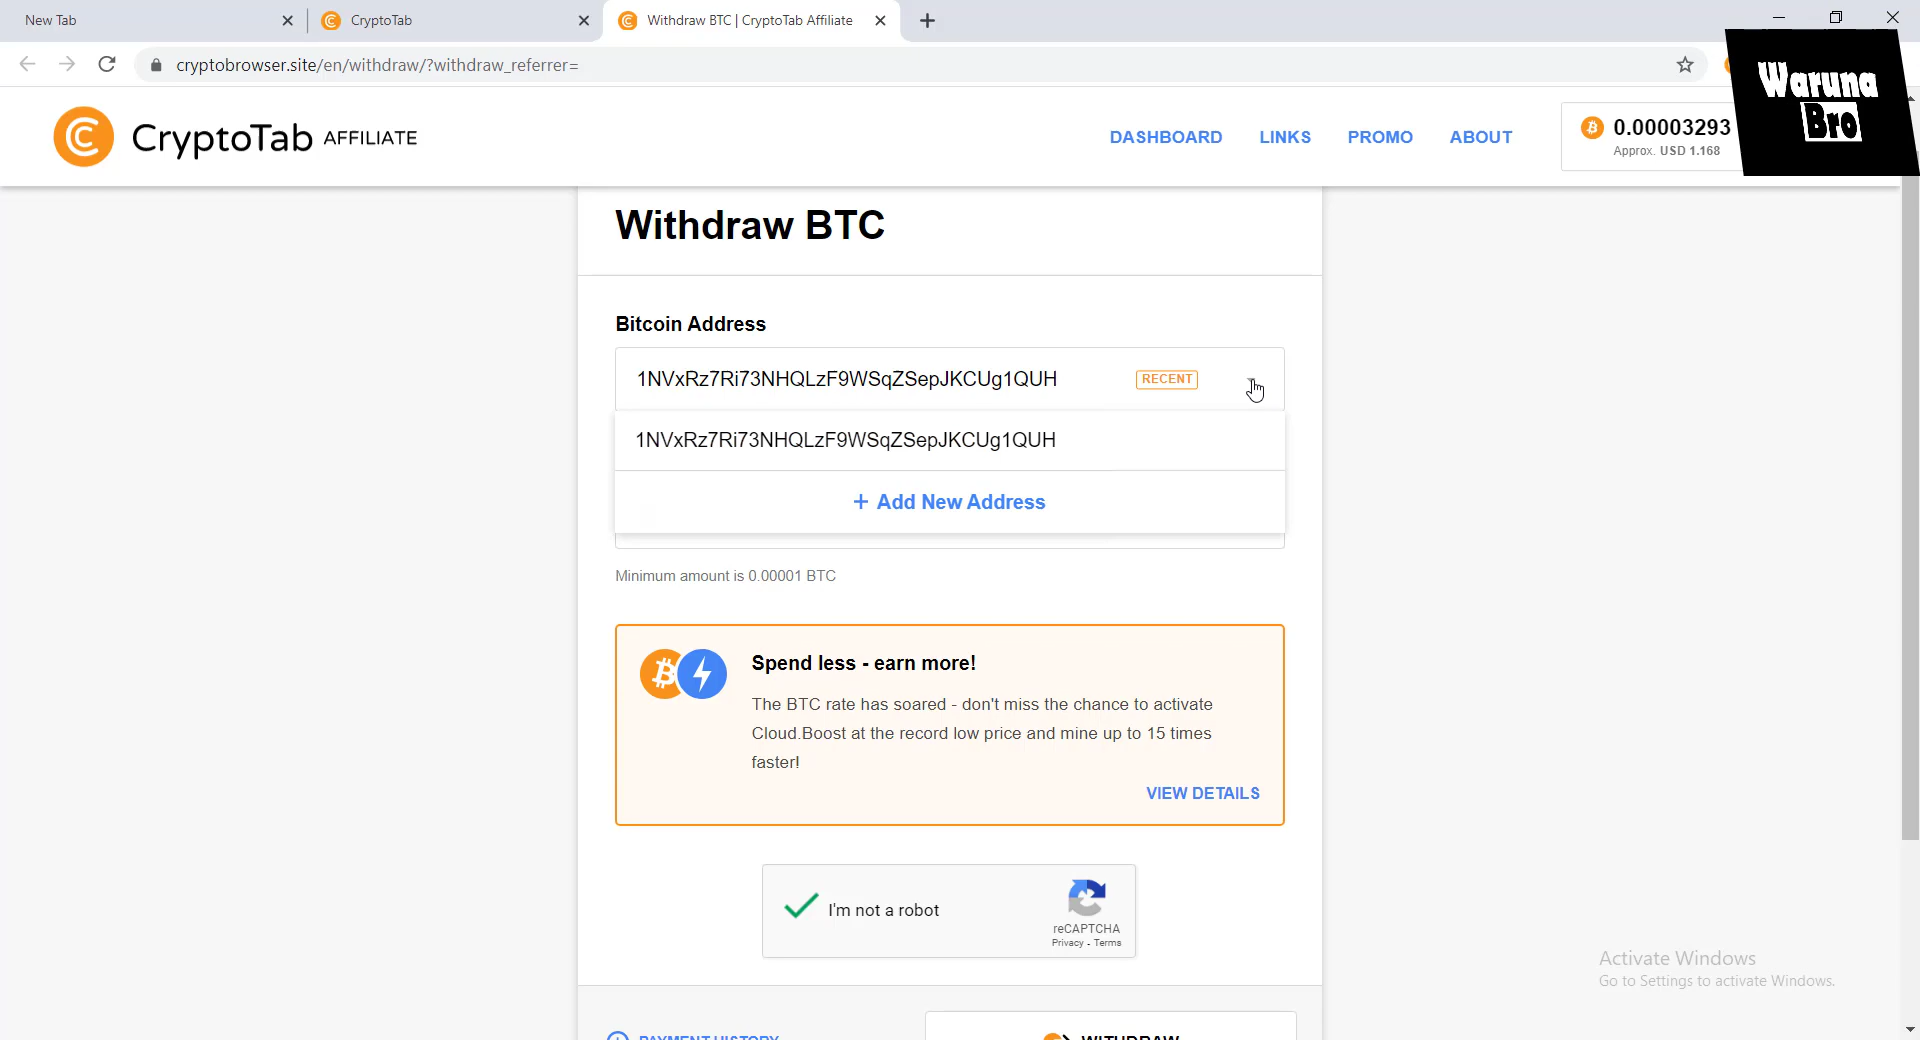 New Tab
CryptoTab
Withdraw BTC | CryptoTab Affiliate
cryptobrowser.site/en/withdraw/?withdraw_referrer=
Waruna
Bro
CryptoTab AFFILIATE
DASHBOARD
LINKS
PROMO
ABOUT
0.00003293
Approx. USD 1.168
Withdraw BTC
Bitcoin Address
1NVxRz7Ri73NHQLzF9WSqZSepJKCUg1QUH
RECENT
1NVxRz7Ri73NHQLzF9WSqZSepJKCUg1QUH
+ Add New Address
Minimum amount is 0.00001 BTC
Spend less - earn more!
The BTC rate has soared - don't miss the chance to activate
Cloud.Boost at the record low price and mine up to 15 times
faster!
VIEW DETAILS
I'm not a robot
reCAPTCHA
Privacy - Terms
Activate Windows
Go to Settings to activate Windows.
PAYMENT HISTORY
WITHDRAW